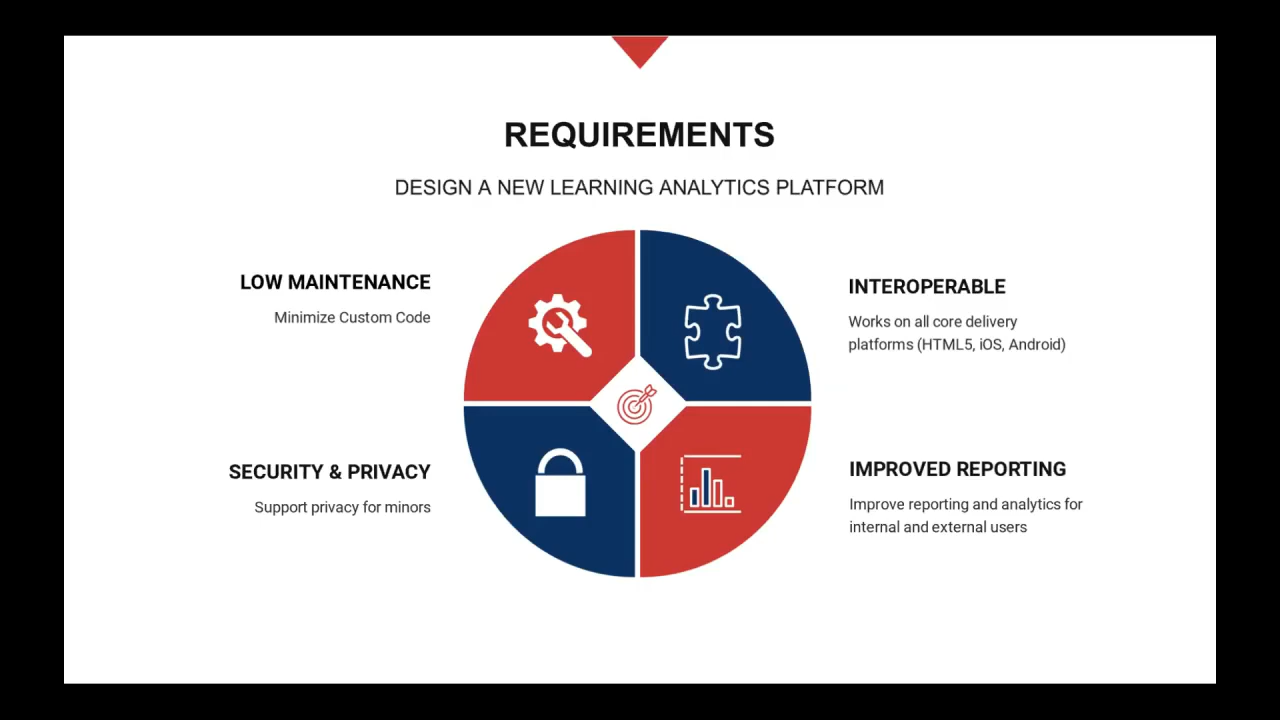 REQUIREMENTS
DESIGN A NEW LEARNING ANALYTICS PLATFORM
LOW MAINTENANCE
Minimize Custom Code
INTEROPERABLE
Works on all core delivery
platforms (HTML5, iOS, Android)
SECURITY & PRIVACY
Support privacy for minors
IMPROVED REPORTING
Improve reporting and analytics for
internal and external users